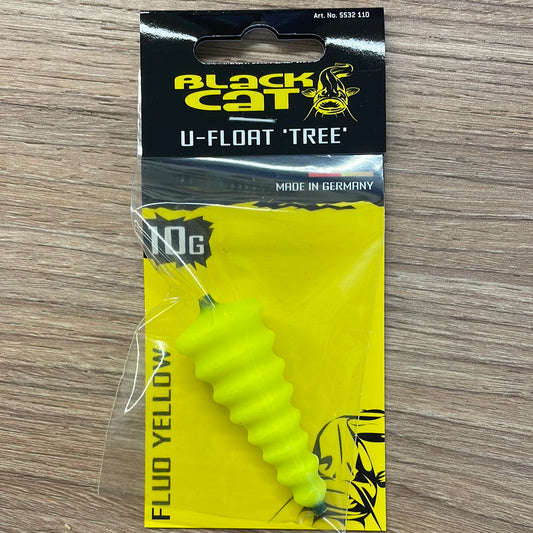 Art. No. 5532 110
BLACK
CAT
U-FLOAT 'TREE'
MADE IN GERMANY
10G
FLUO YELLOW